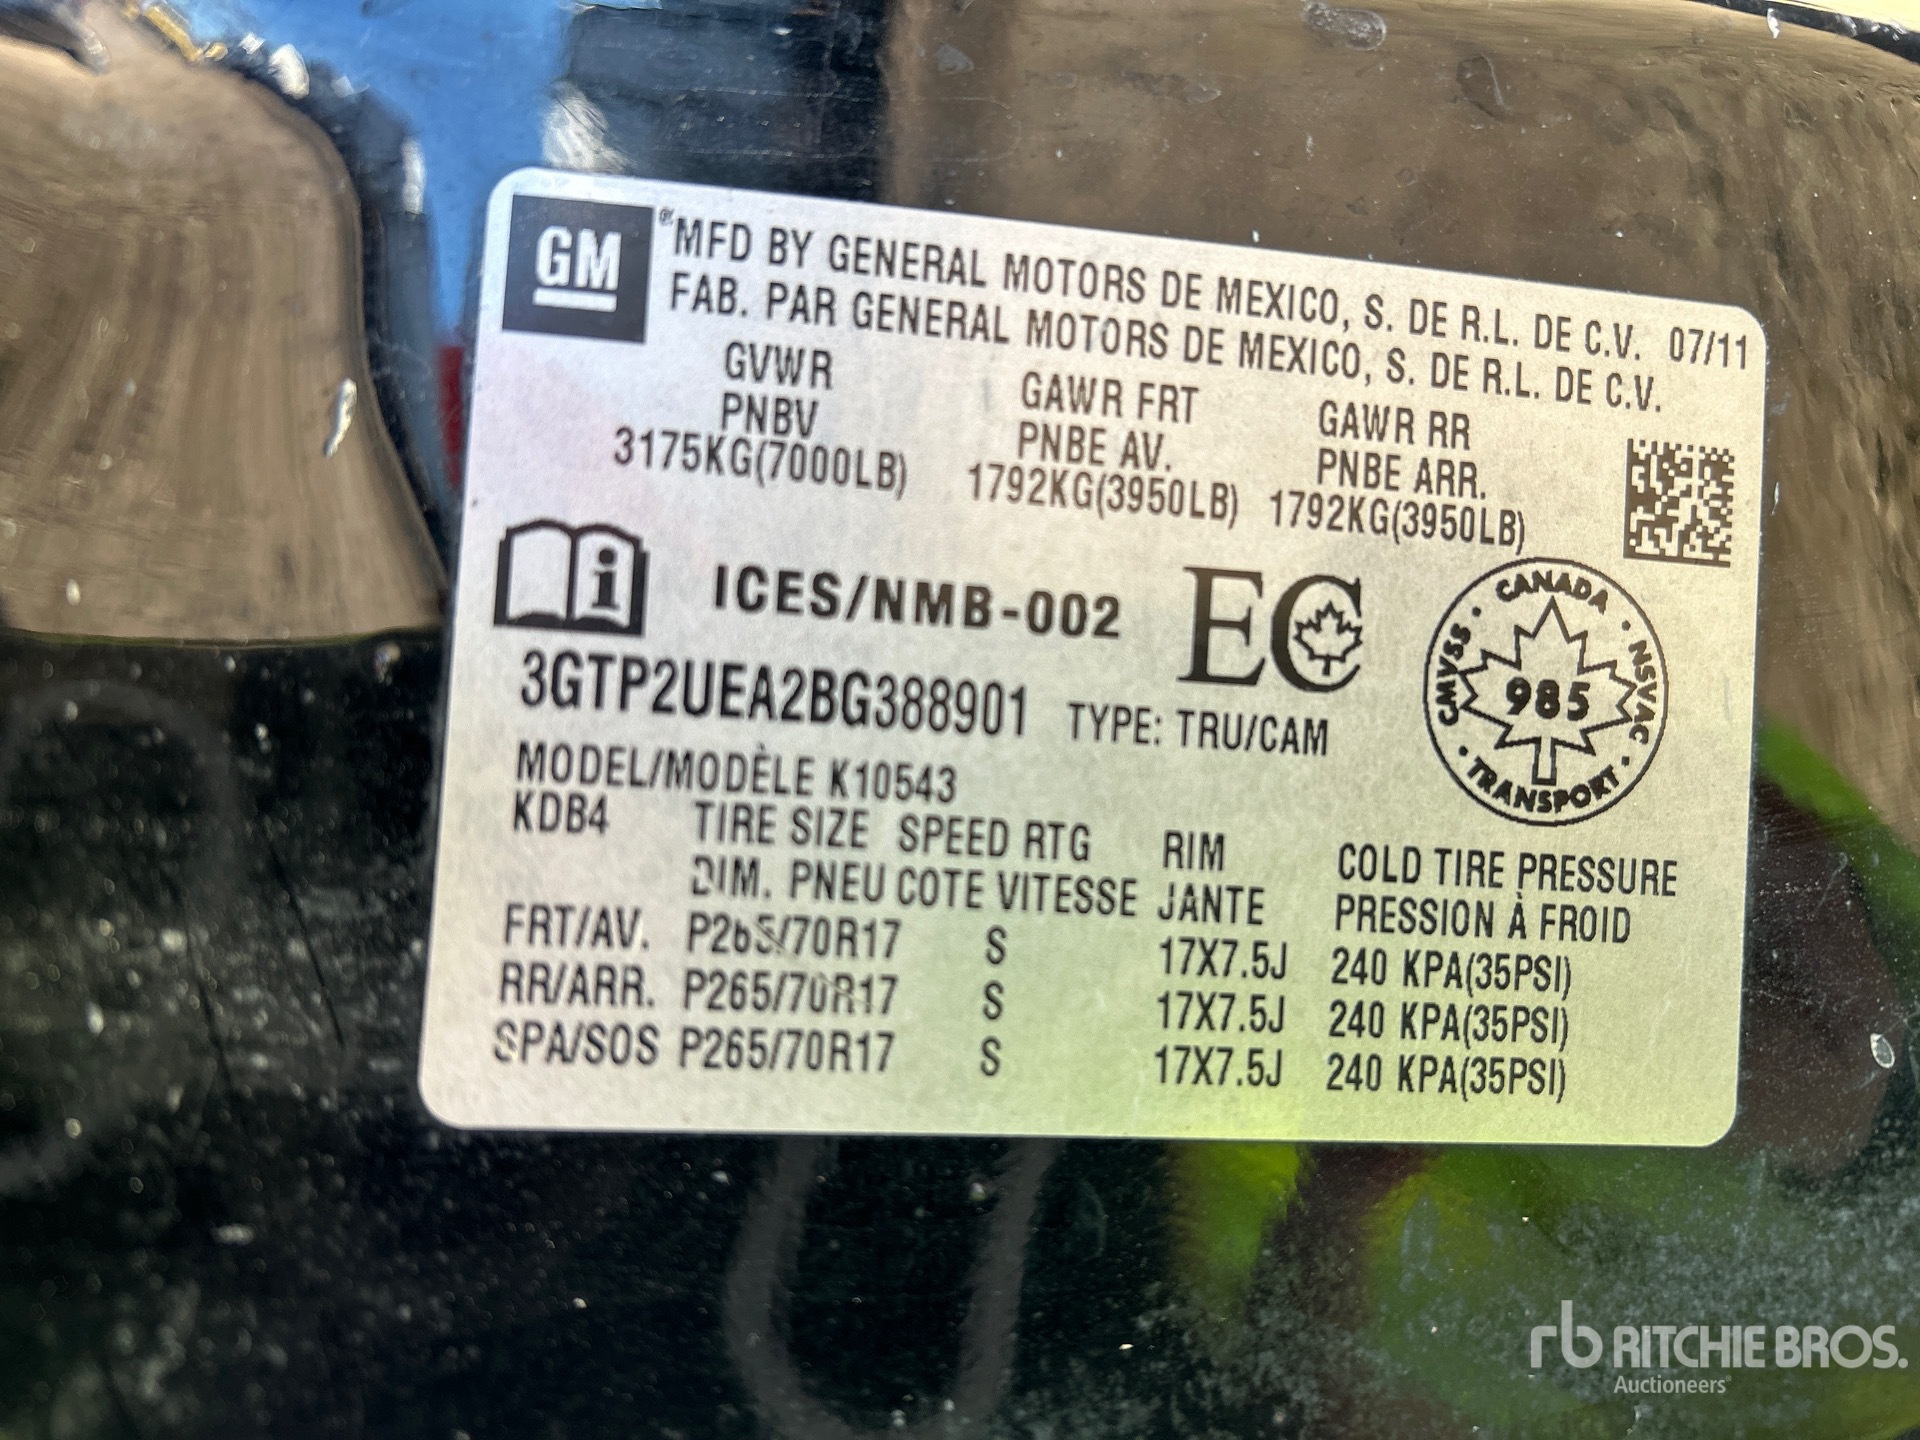 GM
®MFD BY GENERAL MOTORS DE MEXICO, S. DE R.L. DE C.V. 07/11
FAB. PAR GENERAL MOTORS DE MEXICO, S. DE R.L. DE C.V.
GVWR GAWR FRT GAWR RR
PNBV PNBE AV. PNBE ARR.
3175KG(7000LB) 1792KG(3950LB) 1792KG(3950LB)
i ICES/NMB-002 EC
CANADA · NSVAC · TRANSPORT · CMVSS ·
985
3GTP2UEA2BG388901 TYPE: TRU/CAM
MODEL/MODÈLE K10543
KDB4 TIRE SIZE SPEED RTG RIM COLD TIRE PRESSURE
DIM. PNEU COTE VITESSE JANTE PRESSION À FROID
FRT/AV. P265/70R17 S 17X7.5J 240 KPA(35PSI)
RR/ARR. P265/70R17 S 17X7.5J 240 KPA(35PSI)
SPA/SOS P265/70R17 S 17X7.5J 240 KPA(35PSI)
rb RITCHIE BROS.
Auctioneers